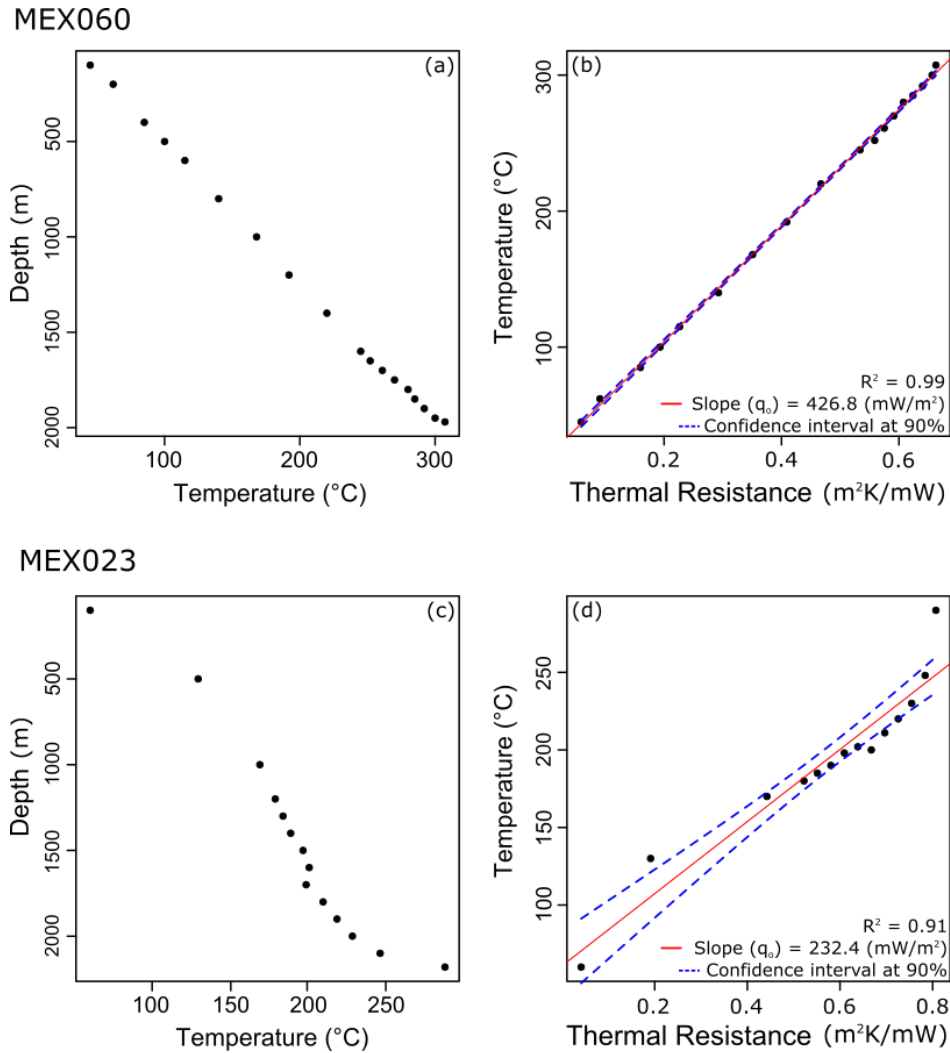 MEX060
(a)
Depth (m)
500
1000
1500
2000
100
200
300
Temperature (°C)
(b)
Temperature (°C)
300
200
100
R² = 0.99
Slope (qₒ) = 426.8 (mW/m²)
Confidence interval at 90%
0.2
0.4
0.6
Thermal Resistance (m²K/mW)
MEX023
(c)
Depth (m)
500
1000
1500
2000
100
150
200
250
Temperature (°C)
(d)
Temperature (°C)
250
200
150
100
R² = 0.91
Slope (qₒ) = 232.4 (mW/m²)
Confidence interval at 90%
0.2
0.4
0.6
0.8
Thermal Resistance (m²K/mW)